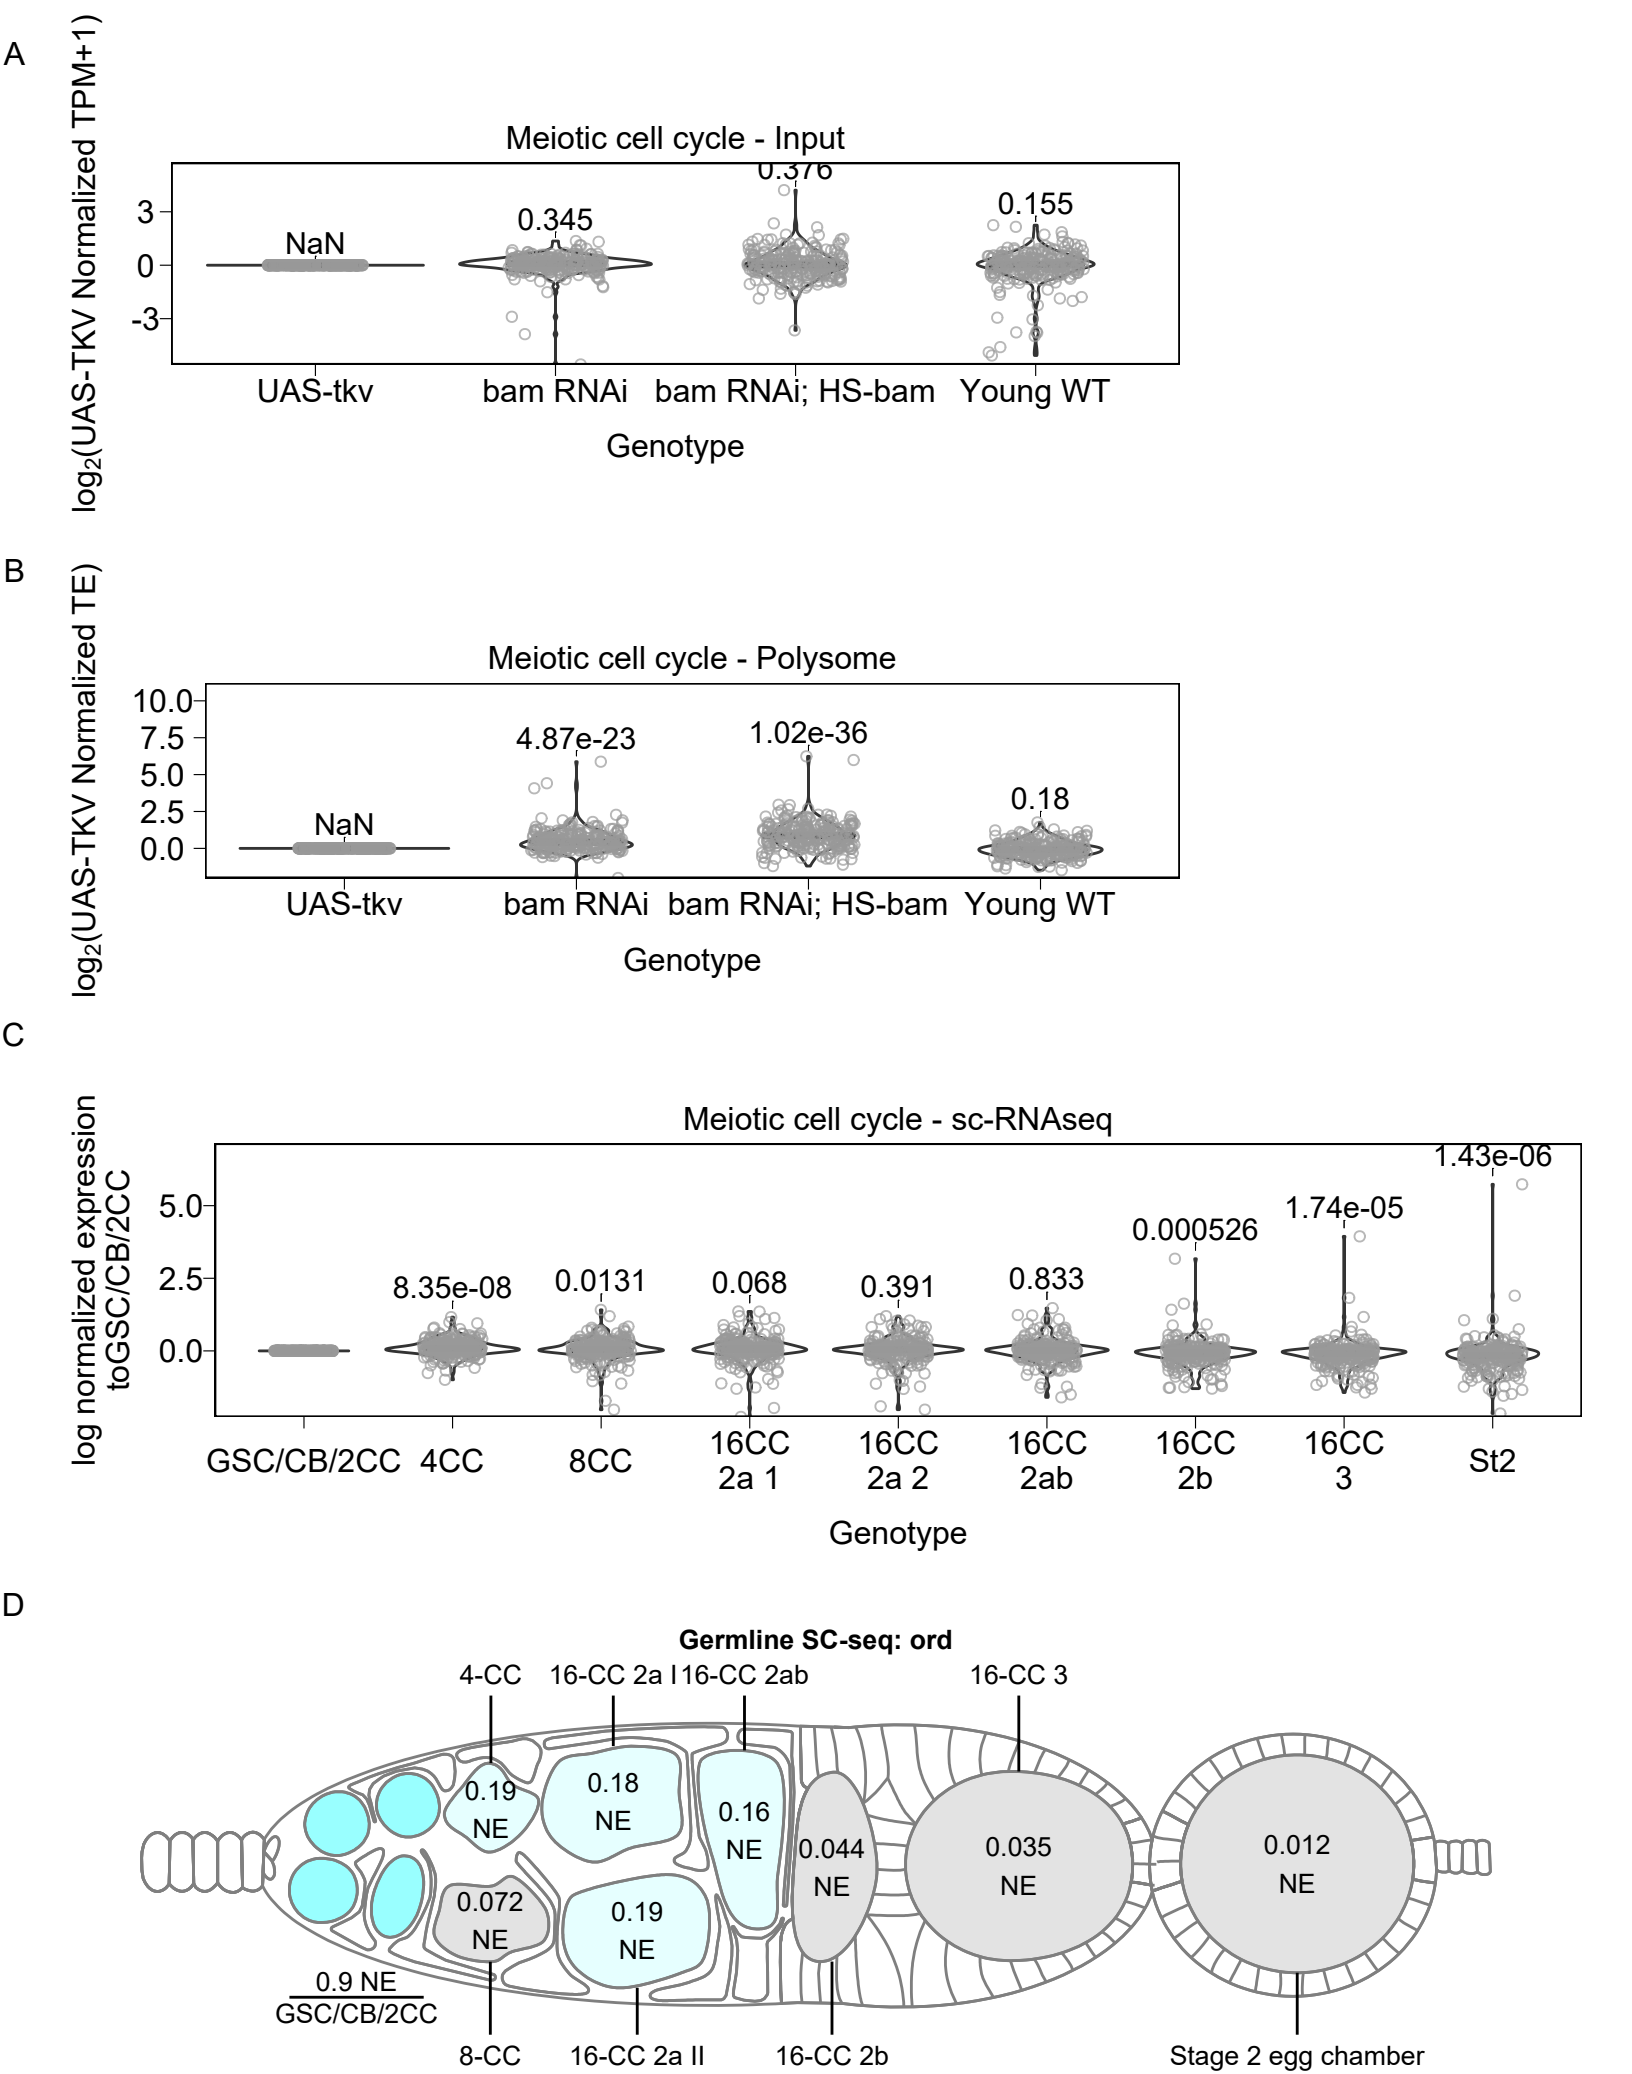 A
log₂(UAS-TKV Normalized TPM+1)
Meiotic cell cycle - Input
3
0
-3
NaN
0.345
0.376
0.155
UAS-tkv
bam RNAi
bam RNAi; HS-bam
Young WT
Genotype
B
log₂(UAS-TKV Normalized TE)
Meiotic cell cycle - Polysome
10.0
7.5
5.0
2.5
0.0
NaN
4.87e-23
1.02e-36
0.18
UAS-tkv
bam RNAi
bam RNAi; HS-bam
Young WT
Genotype
C
log normalized expression
toGSC/CB/2CC
Meiotic cell cycle - sc-RNAseq
5.0
2.5
0.0
8.35e-08
0.0131
0.068
0.391
0.833
0.000526
1.74e-05
1.43e-06
GSC/CB/2CC
4CC
8CC
16CC
2a 1
16CC
2a 2
16CC
2ab
16CC
2b
16CC
3
St2
Genotype
D
Germline SC-seq: ord
4-CC
16-CC 2a I
16-CC 2ab
16-CC 3
0.19
NE
0.18
NE
0.16
NE
0.044
NE
0.035
NE
0.012
NE
0.072
NE
0.19
NE
0.9 NE
GSC/CB/2CC
8-CC
16-CC 2a II
16-CC 2b
Stage 2 egg chamber